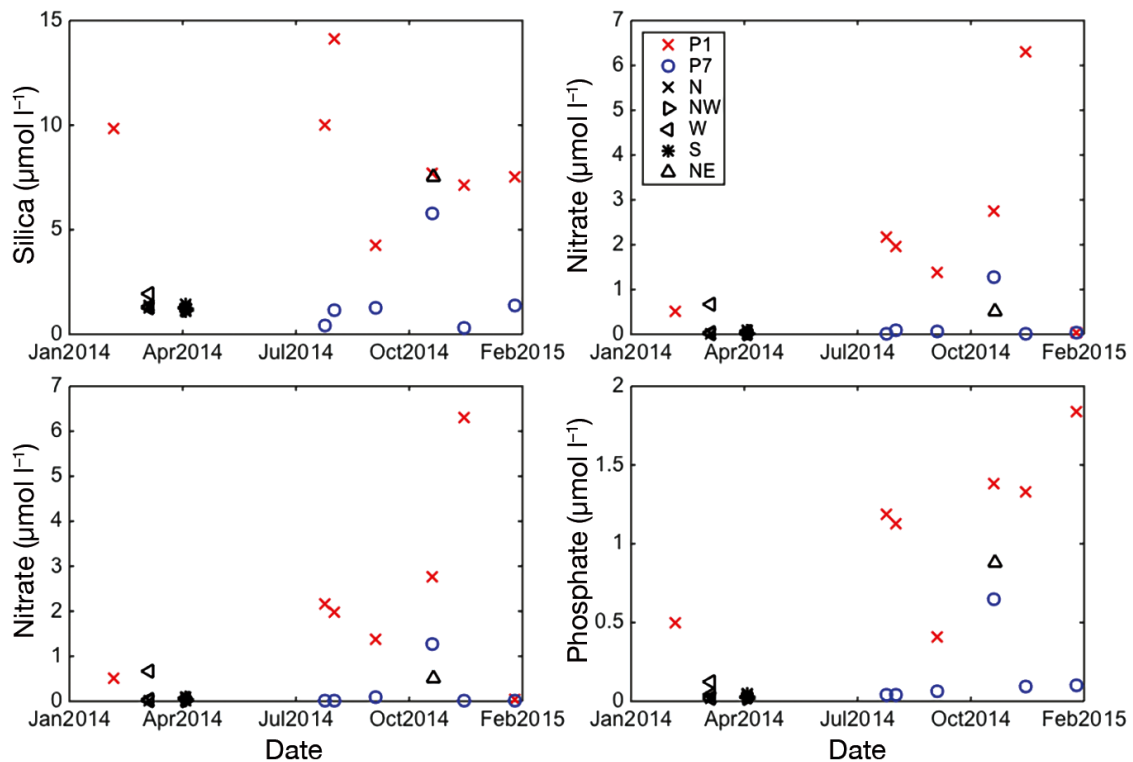 15
10
5
0
Silica (µmol l⁻¹)
Jan2014 Apr2014 Jul2014 Oct2014 Feb2015
7
6
5
4
3
2
1
0
Nitrate (µmol l⁻¹)
P1
P7
N
NW
W
S
NE
Jan2014 Apr2014 Jul2014 Oct2014 Feb2015
7
6
5
4
3
2
1
0
Nitrate (µmol l⁻¹)
Jan2014 Apr2014 Jul2014 Oct2014 Feb2015
Date
2
1.5
1
0.5
0
Phosphate (µmol l⁻¹)
Jan2014 Apr2014 Jul2014 Oct2014 Feb2015
Date